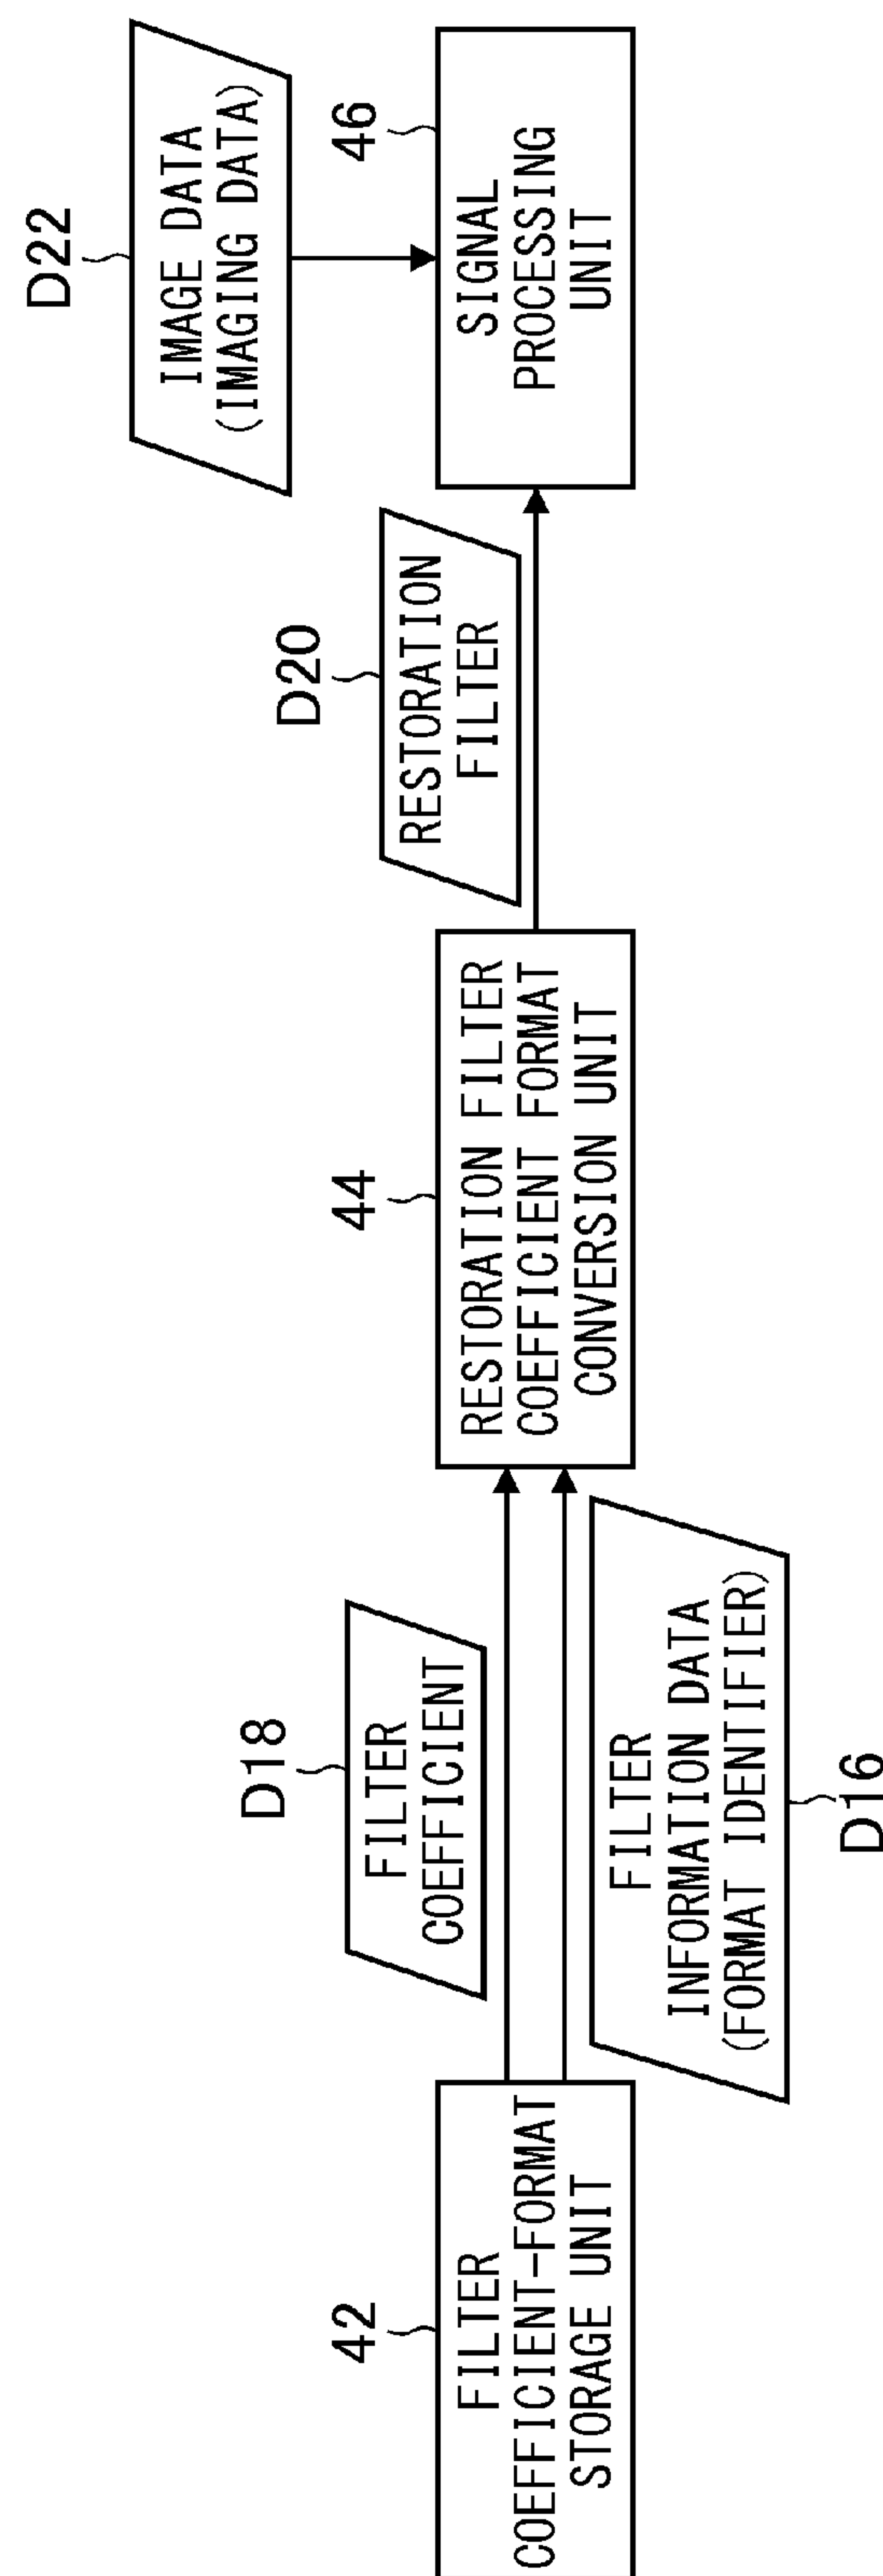 42
FILTER
COEFFICIENT-FORMAT
STORAGE UNIT
D18
FILTER
COEFFICIENT
FILTER
INFORMATION DATA
(FORMAT IDENTIFIER)
D16
44
RESTORATION FILTER
COEFFICIENT FORMAT
CONVERSION UNIT
D20
RESTORATION
FILTER
D22
IMAGE DATA
(IMAGING DATA)
46
SIGNAL
PROCESSING
UNIT